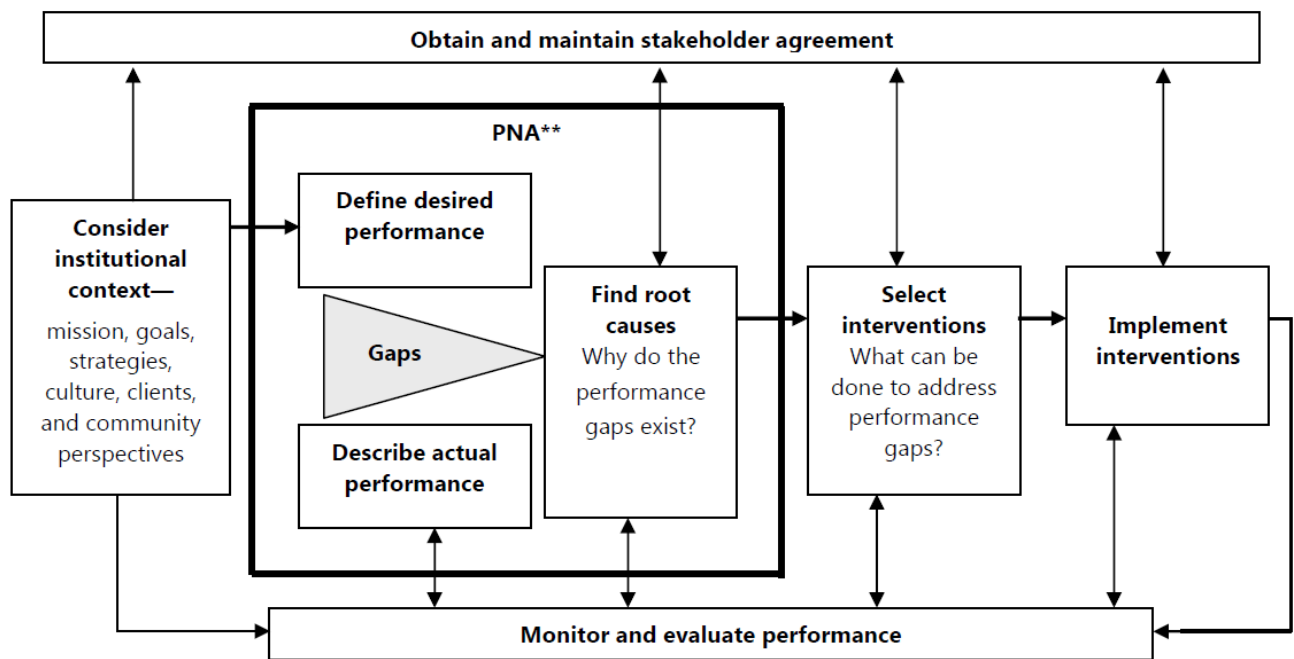 Obtain and maintain stakeholder agreement
PNA**
Consider
institutional
context—
mission, goals,
strategies,
culture, clients,
and community
perspectives
Define desired
performance
Gaps
Describe actual
performance
Find root
causes
Why do the
performance
gaps exist?
Select
interventions
What can be
done to address
performance
gaps?
Implement
interventions
Monitor and evaluate performance